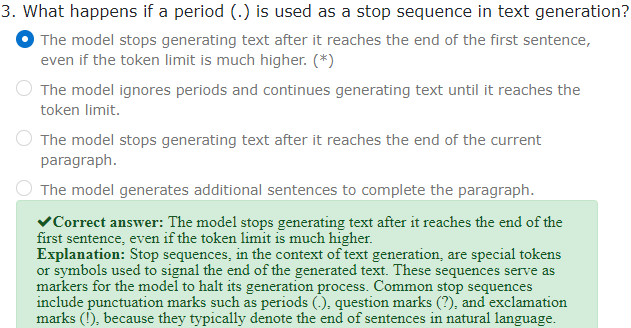 3. What happens if a period (.) is used as a stop sequence in text generation?
The model stops generating text after it reaches the end of the first sentence,
even if the token limit is much higher. (*)
The model ignores periods and continues generating text until it reaches the
token limit.
The model stops generating text after it reaches the end of the current
paragraph.
The model generates additional sentences to complete the paragraph.
✔Correct answer: The model stops generating text after it reaches the end of the
first sentence, even if the token limit is much higher.
Explanation: Stop sequences, in the context of text generation, are special tokens
or symbols used to signal the end of the generated text. These sequences serve as
markers for the model to halt its generation process. Common stop sequences
include punctuation marks such as periods (.), question marks (?), and exclamation
marks (!), because they typically denote the end of sentences in natural language.